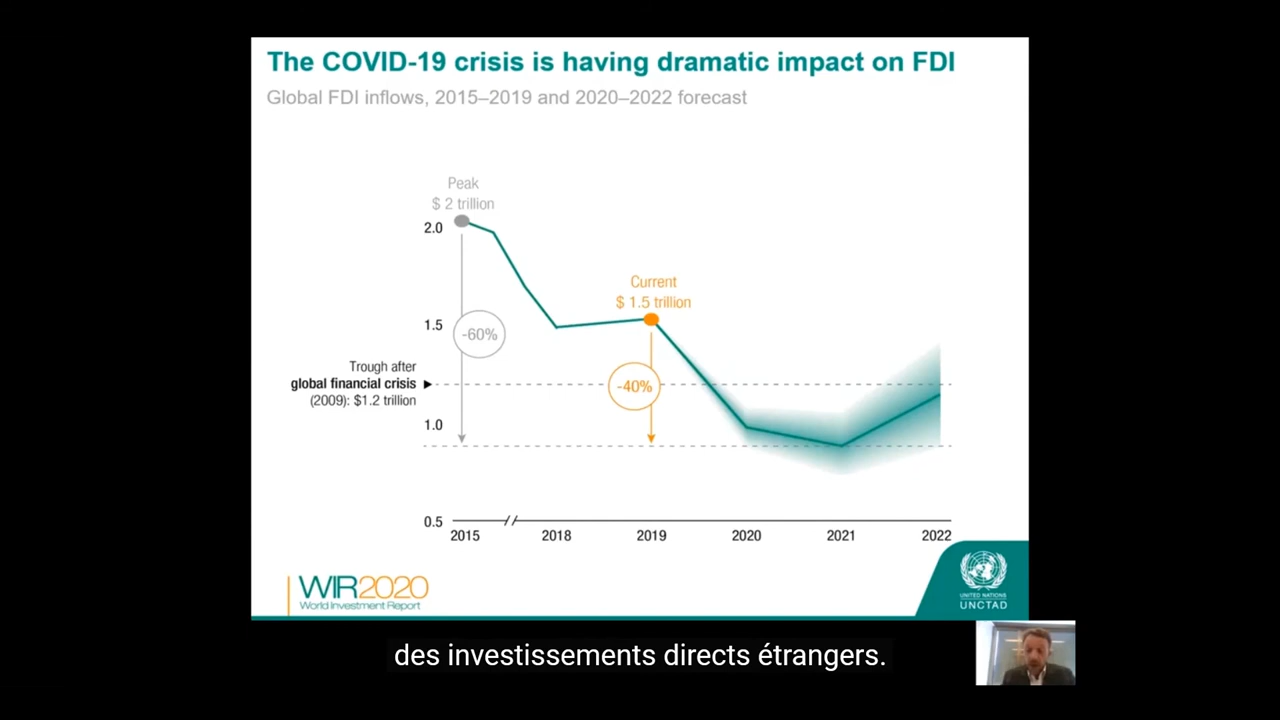 The COVID-19 crisis is having dramatic impact on FDI
Global FDI inflows, 2015–2019 and 2020–2022 forecast
Peak
$ 2 trillion
2.0
Current
$ 1.5 trillion
1.5
-60%
Trough after
global financial crisis
(2009): $1.2 trillion
-40%
1.0
0.5
2015
2018
2019
2020
2021
2022
WIR2020
World Investment Report
UNITED NATIONS
UNCTAD
des investissements directs étrangers.